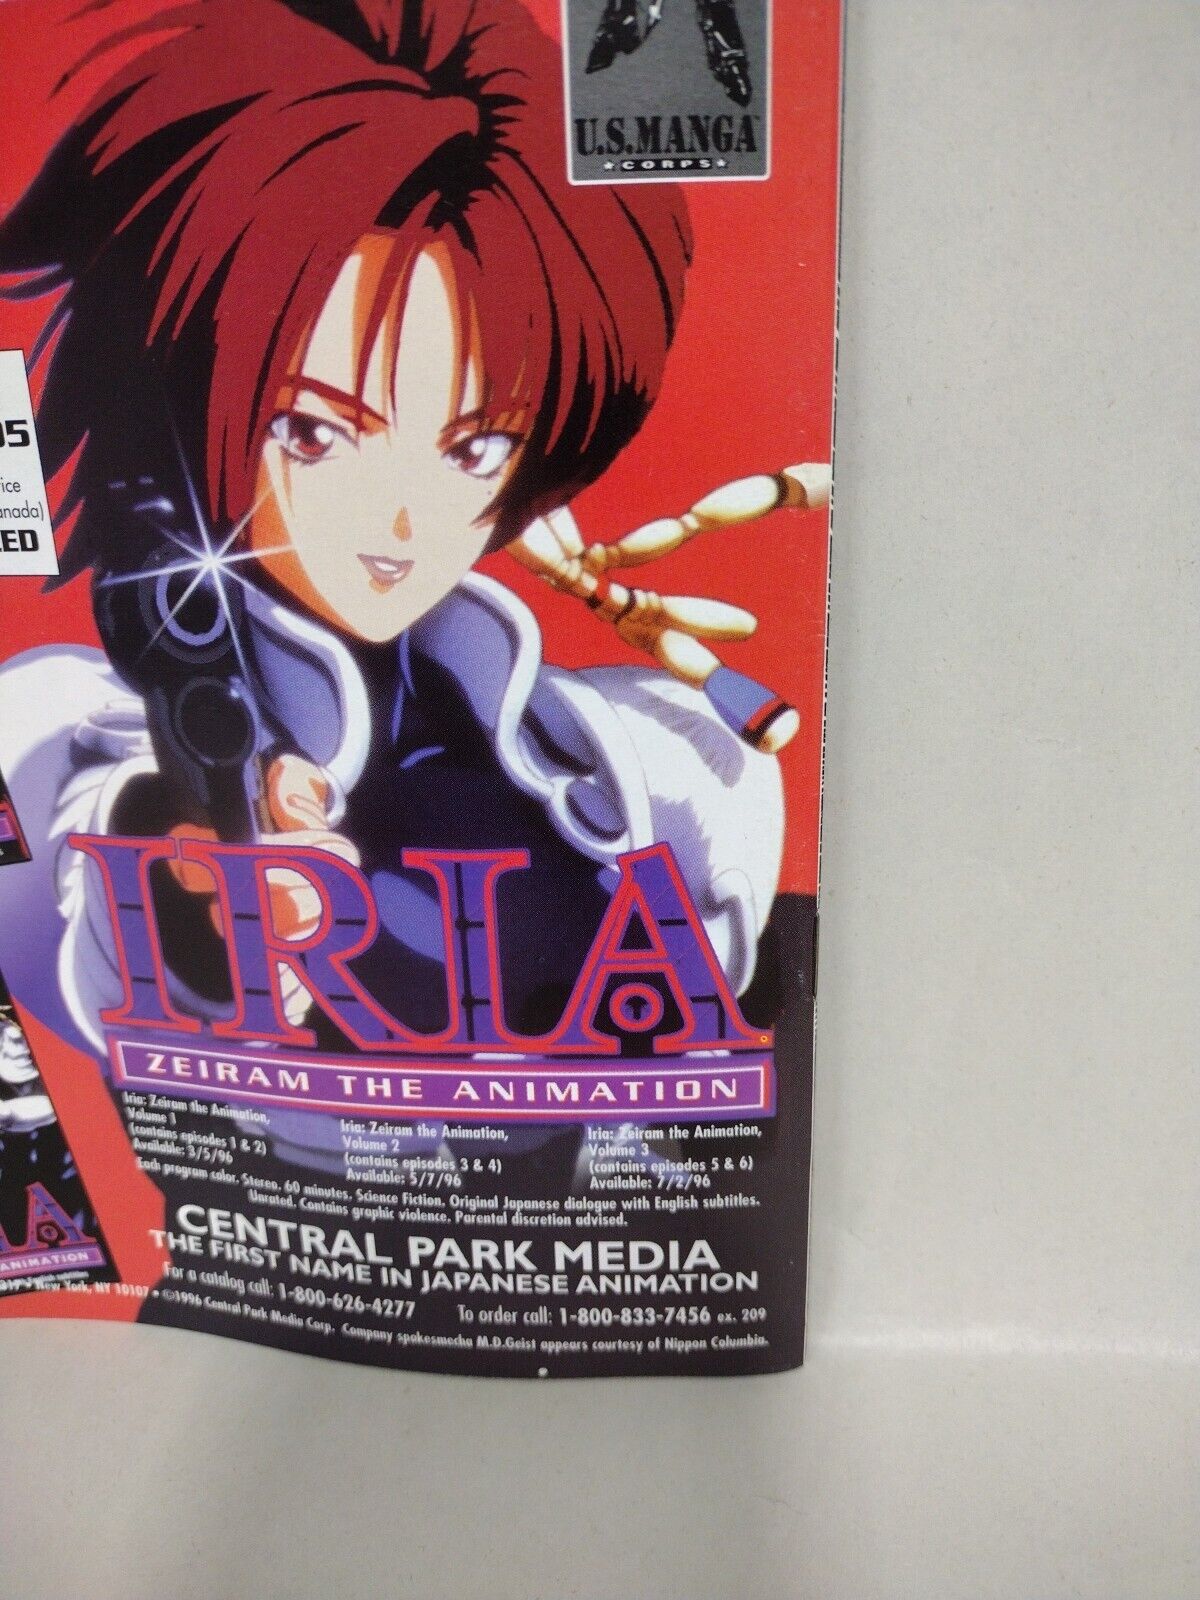 U.S.MANGA
★CORPS★
95
rice
anada)
LED
IRIA
ZEIRAM THE ANIMATION
Iria: Zeiram the Animation,
Volume 1
(contains episodes 1 & 2)
Available: 3/5/96
Iria: Zeiram the Animation,
Volume 2
(contains episodes 3 & 4)
Available: 5/7/96
Iria: Zeiram the Animation,
Volume 3
(contains episodes 5 & 6)
Available: 7/2/96
Each program color. Stereo. 60 minutes. Science Fiction. Original Japanese dialogue with English subtitles.
Unrated. Contains graphic violence. Parental discretion advised.
CENTRAL PARK MEDIA
THE FIRST NAME IN JAPANESE ANIMATION
For a catalog call: 1-800-626-4277 To order call: 1-800-833-7456 ex. 209
New York, NY 10107 • ©1996 Central Park Media Corp. Company spokesmecha M.D.Geist appears courtesy of Nippon Columbia.
IA
ANIMATION